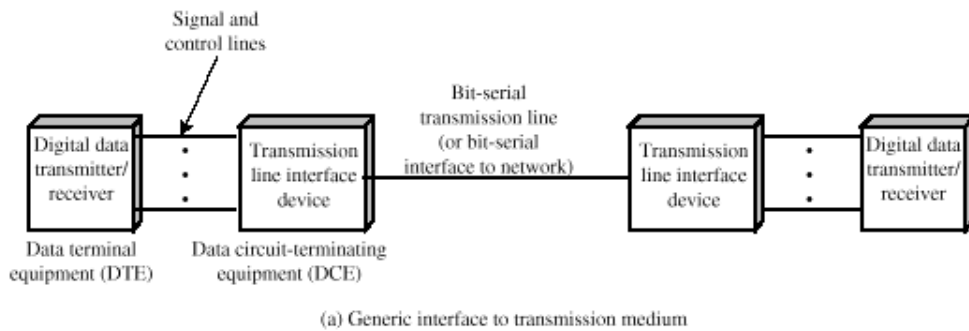 Signal and
control lines
Bit-serial
transmission line
(or bit-serial
interface to network)
Digital data
transmitter/
receiver
Transmission
line interface
device
Transmission
line interface
device
Digital data
transmitter/
receiver
Data terminal
equipment (DTE)
Data circuit-terminating
equipment (DCE)
(a) Generic interface to transmission medium